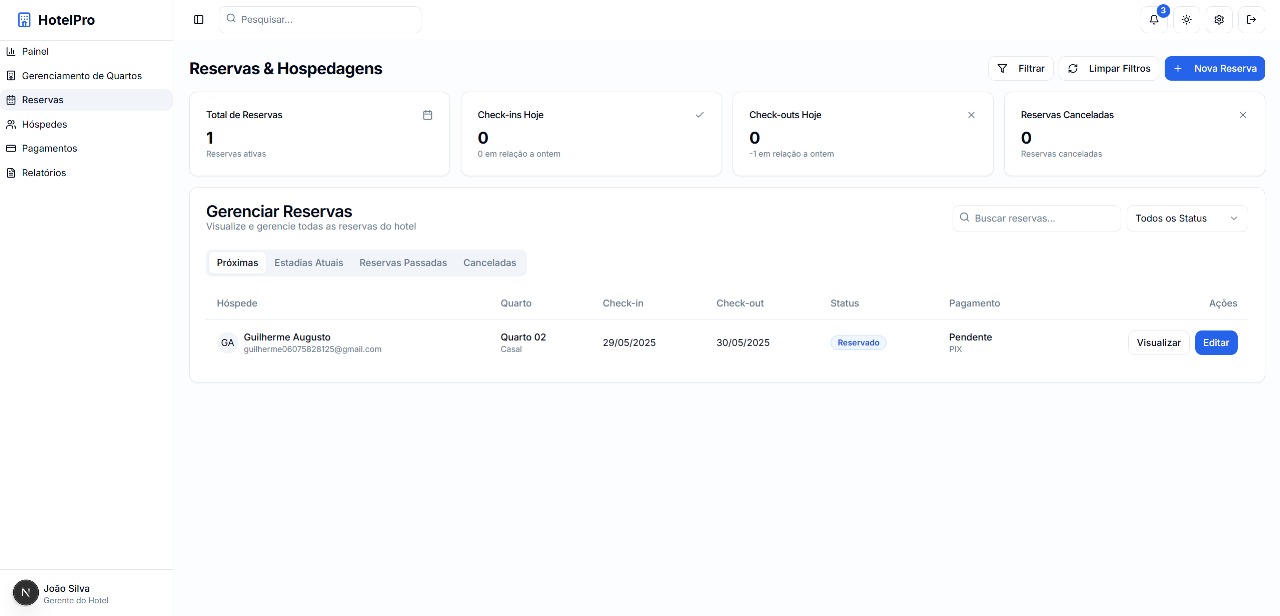 HotelPro
Pesquisar...
3
Painel
Gerenciamento de Quartos
Reservas
Hóspedes
Pagamentos
Relatórios
Reservas & Hospedagens
Filtrar
Limpar Filtros
Nova Reserva
Total de Reservas
1
Reservas ativas
Check-ins Hoje
0
0 em relação a ontem
Check-outs Hoje
0
-1 em relação a ontem
Reservas Canceladas
0
Reservas canceladas
Gerenciar Reservas
Visualize e gerencie todas as reservas do hotel
Buscar reservas...
Todos os Status
Próximas Estadias Atuais Reservas Passadas Canceladas
Hóspede Quarto Check-in Check-out Status Pagamento Ações
GA
Guilherme Augusto
guilherme06075828125@gmail.com
Quarto 02
Casal
29/05/2025
30/05/2025
Reservado
Pendente
PIX
Visualizar
Editar
N
João Silva
Gerente do Hotel